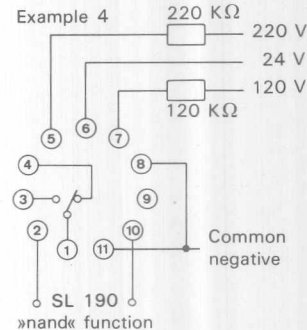 Example 4
220 KΩ
220 V
24 V
120 V
120 KΩ
5
6
7
4
8
3
9
2
1
11
10
Common
negative
SL 190
»nand« function